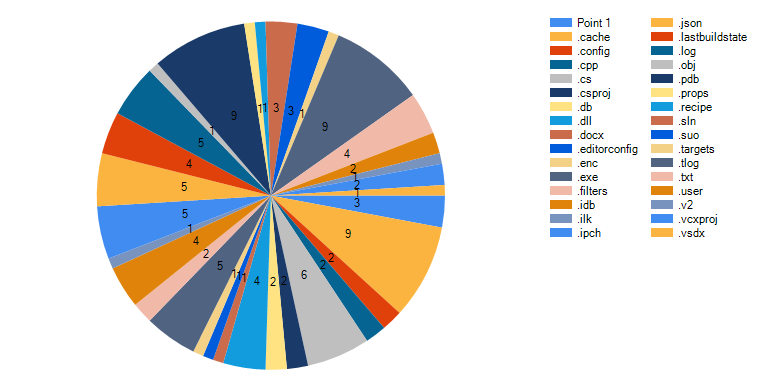 Point 1
.cache
.config
.cpp
.cs
.csproj
.db
.dll
.docx
.editorconfig
.enc
.exe
.filters
.idb
.ilk
.ipch
.json
.lastbuildstate
.log
.obj
.pdb
.props
.recipe
.sln
.suo
.targets
.tlog
.txt
.user
.v2
.vcxproj
.vsdx
3
9
2
2
6
2
2
4
1
1
1
5
2
4
1
5
5
4
5
1
9
1
1
3
3
1
9
4
2
1
2
1